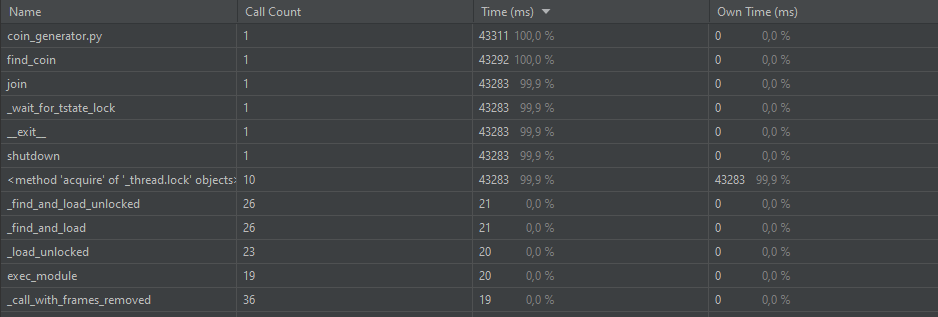 Name Call Count Time (ms) Own Time (ms)
coin_generator.py 1 43311 100,0 % 0 0,0 %
find_coin 1 43292 100,0 % 0 0,0 %
join 1 43283 99,9 % 0 0,0 %
_wait_for_tstate_lock 1 43283 99,9 % 0 0,0 %
__exit__ 1 43283 99,9 % 0 0,0 %
shutdown 1 43283 99,9 % 0 0,0 %
<method 'acquire' of '_thread.lock' objects> 10 43283 99,9 % 43283 99,9 %
_find_and_load_unlocked 26 21 0,0 % 0 0,0 %
_find_and_load 26 21 0,0 % 0 0,0 %
_load_unlocked 23 20 0,0 % 0 0,0 %
exec_module 19 20 0,0 % 0 0,0 %
_call_with_frames_removed 36 19 0,0 % 0 0,0 %